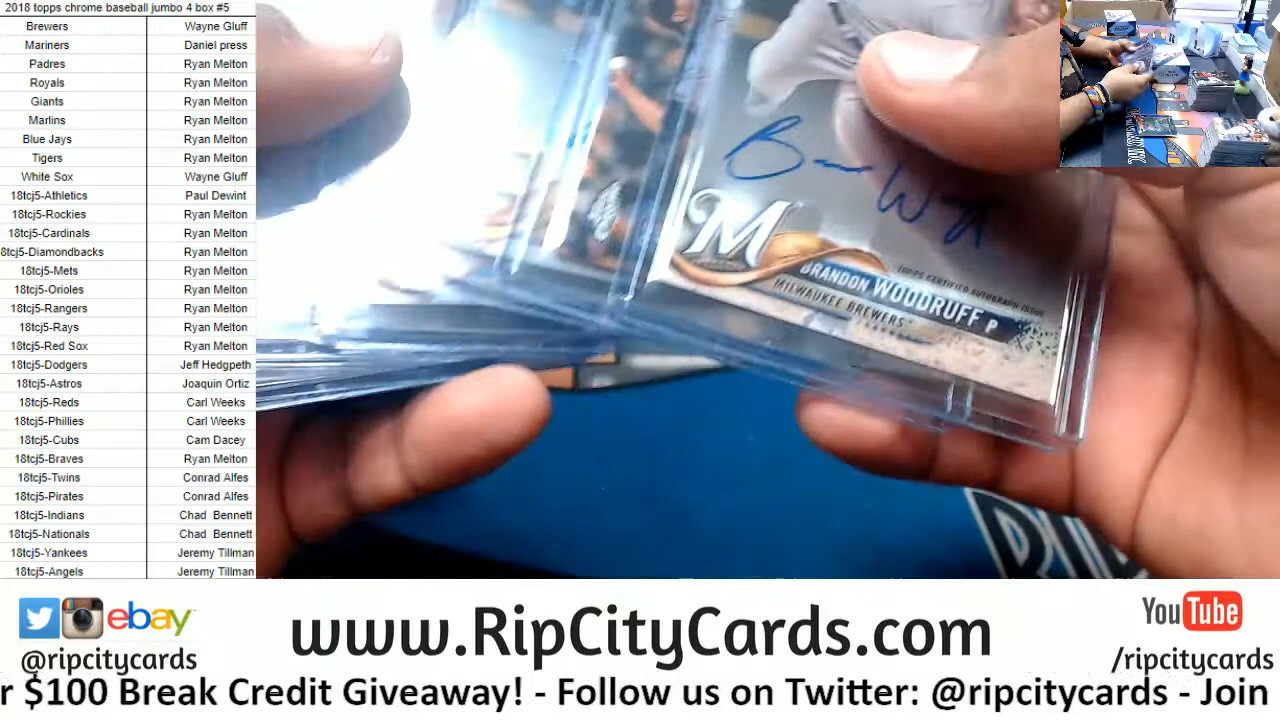 2018 topps chrome baseball jumbo 4 box #5
Brewers Wayne Gluff
Mariners Daniel press
Padres Ryan Melton
Royals Ryan Melton
Giants Ryan Melton
Marlins Ryan Melton
Blue Jays Ryan Melton
Tigers Ryan Melton
White Sox Wayne Gluff
18tcj5-Athletics Paul Dewint
18tcj5-Rockies Ryan Melton
18tcj5-Cardinals Ryan Melton
8tcj5-Diamondbacks Ryan Melton
18tcj5-Mets Ryan Melton
18tcj5-Orioles Ryan Melton
18tcj5-Rangers Ryan Melton
18tcj5-Rays Ryan Melton
18tcj5-Red Sox Ryan Melton
18tcj5-Dodgers Jeff Hedgpeth
18tcj5-Astros Joaquin Ortiz
18tcj5-Reds Carl Weeks
18tcj5-Phillies Carl Weeks
18tcj5-Cubs Cam Dacey
18tcj5-Braves Ryan Melton
18tcj5-Twins Conrad Alfes
18tcj5-Pirates Conrad Alfes
18tcj5-Indians Chad Bennett
18tcj5-Nationals Chad Bennett
18tcj5-Yankees Jeremy Tillman
18tcj5-Angels Jeremy Tillman
M
TOPPS CERTIFIED AUTOGRAPH ISSUE
BRANDON WOODRUFF P
MILWAUKEE BREWERS
RIP
ebay
@ripcitycards
www.RipCityCards.com
YouTube
/ripcitycards
r $100 Break Credit Giveaway! - Follow us on Twitter: @ripcitycards - Join